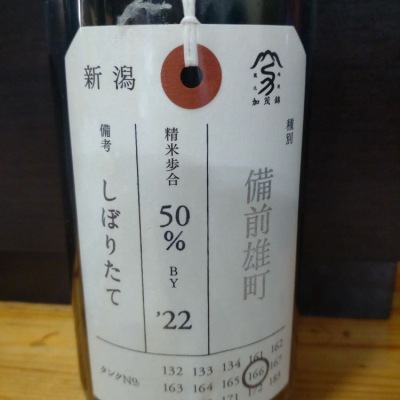 新潟
加茂錦
種別
備前雄町
精米歩合
50%
BY
'22
備考
しぼりたて
タンクNo.
132 133 134 161 162
163 164 165 166 167
171